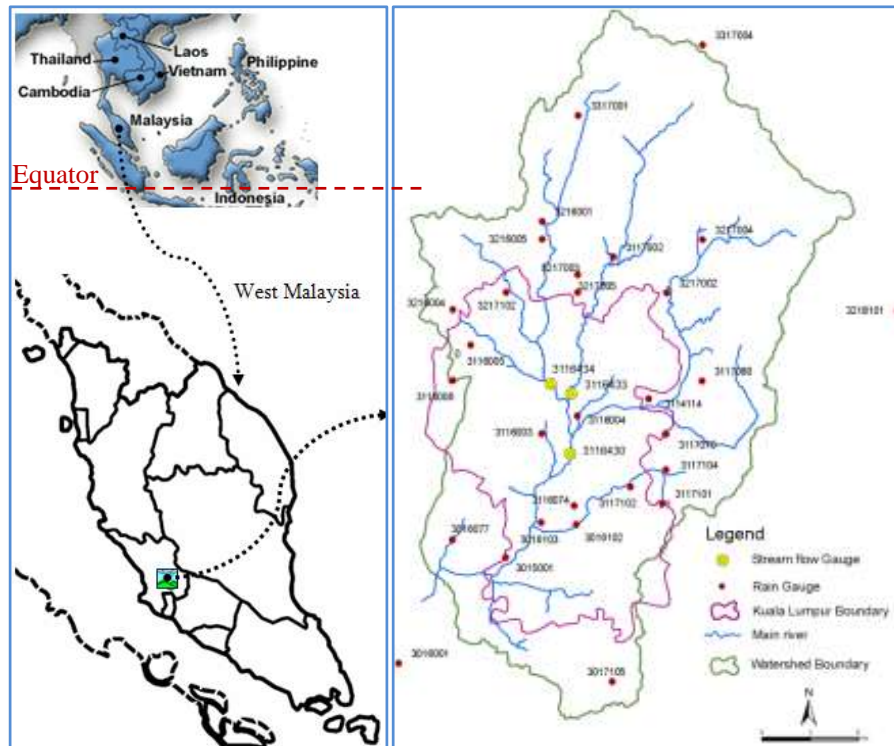 Laos
Thailand
Vietnam
Philippine
Cambodia
Malaysia
Equator
Indonesia
West Malaysia
3317004
3317001
3216001
3216005
3117002
3217004
3217003
3217005
3217002
3217102
3216004
3218101
3116005
3116434
3116433
3117080
3114114
3116004
3116003
3117070
3116430
3117104
3116074
3117102
3117101
3016077
3016103
3016102
3015001
3016001
3017105
Legend
Stream flow Gauge
Rain Gauge
Kuala Lumpur Boundary
Main river
Watershed Boundary
N